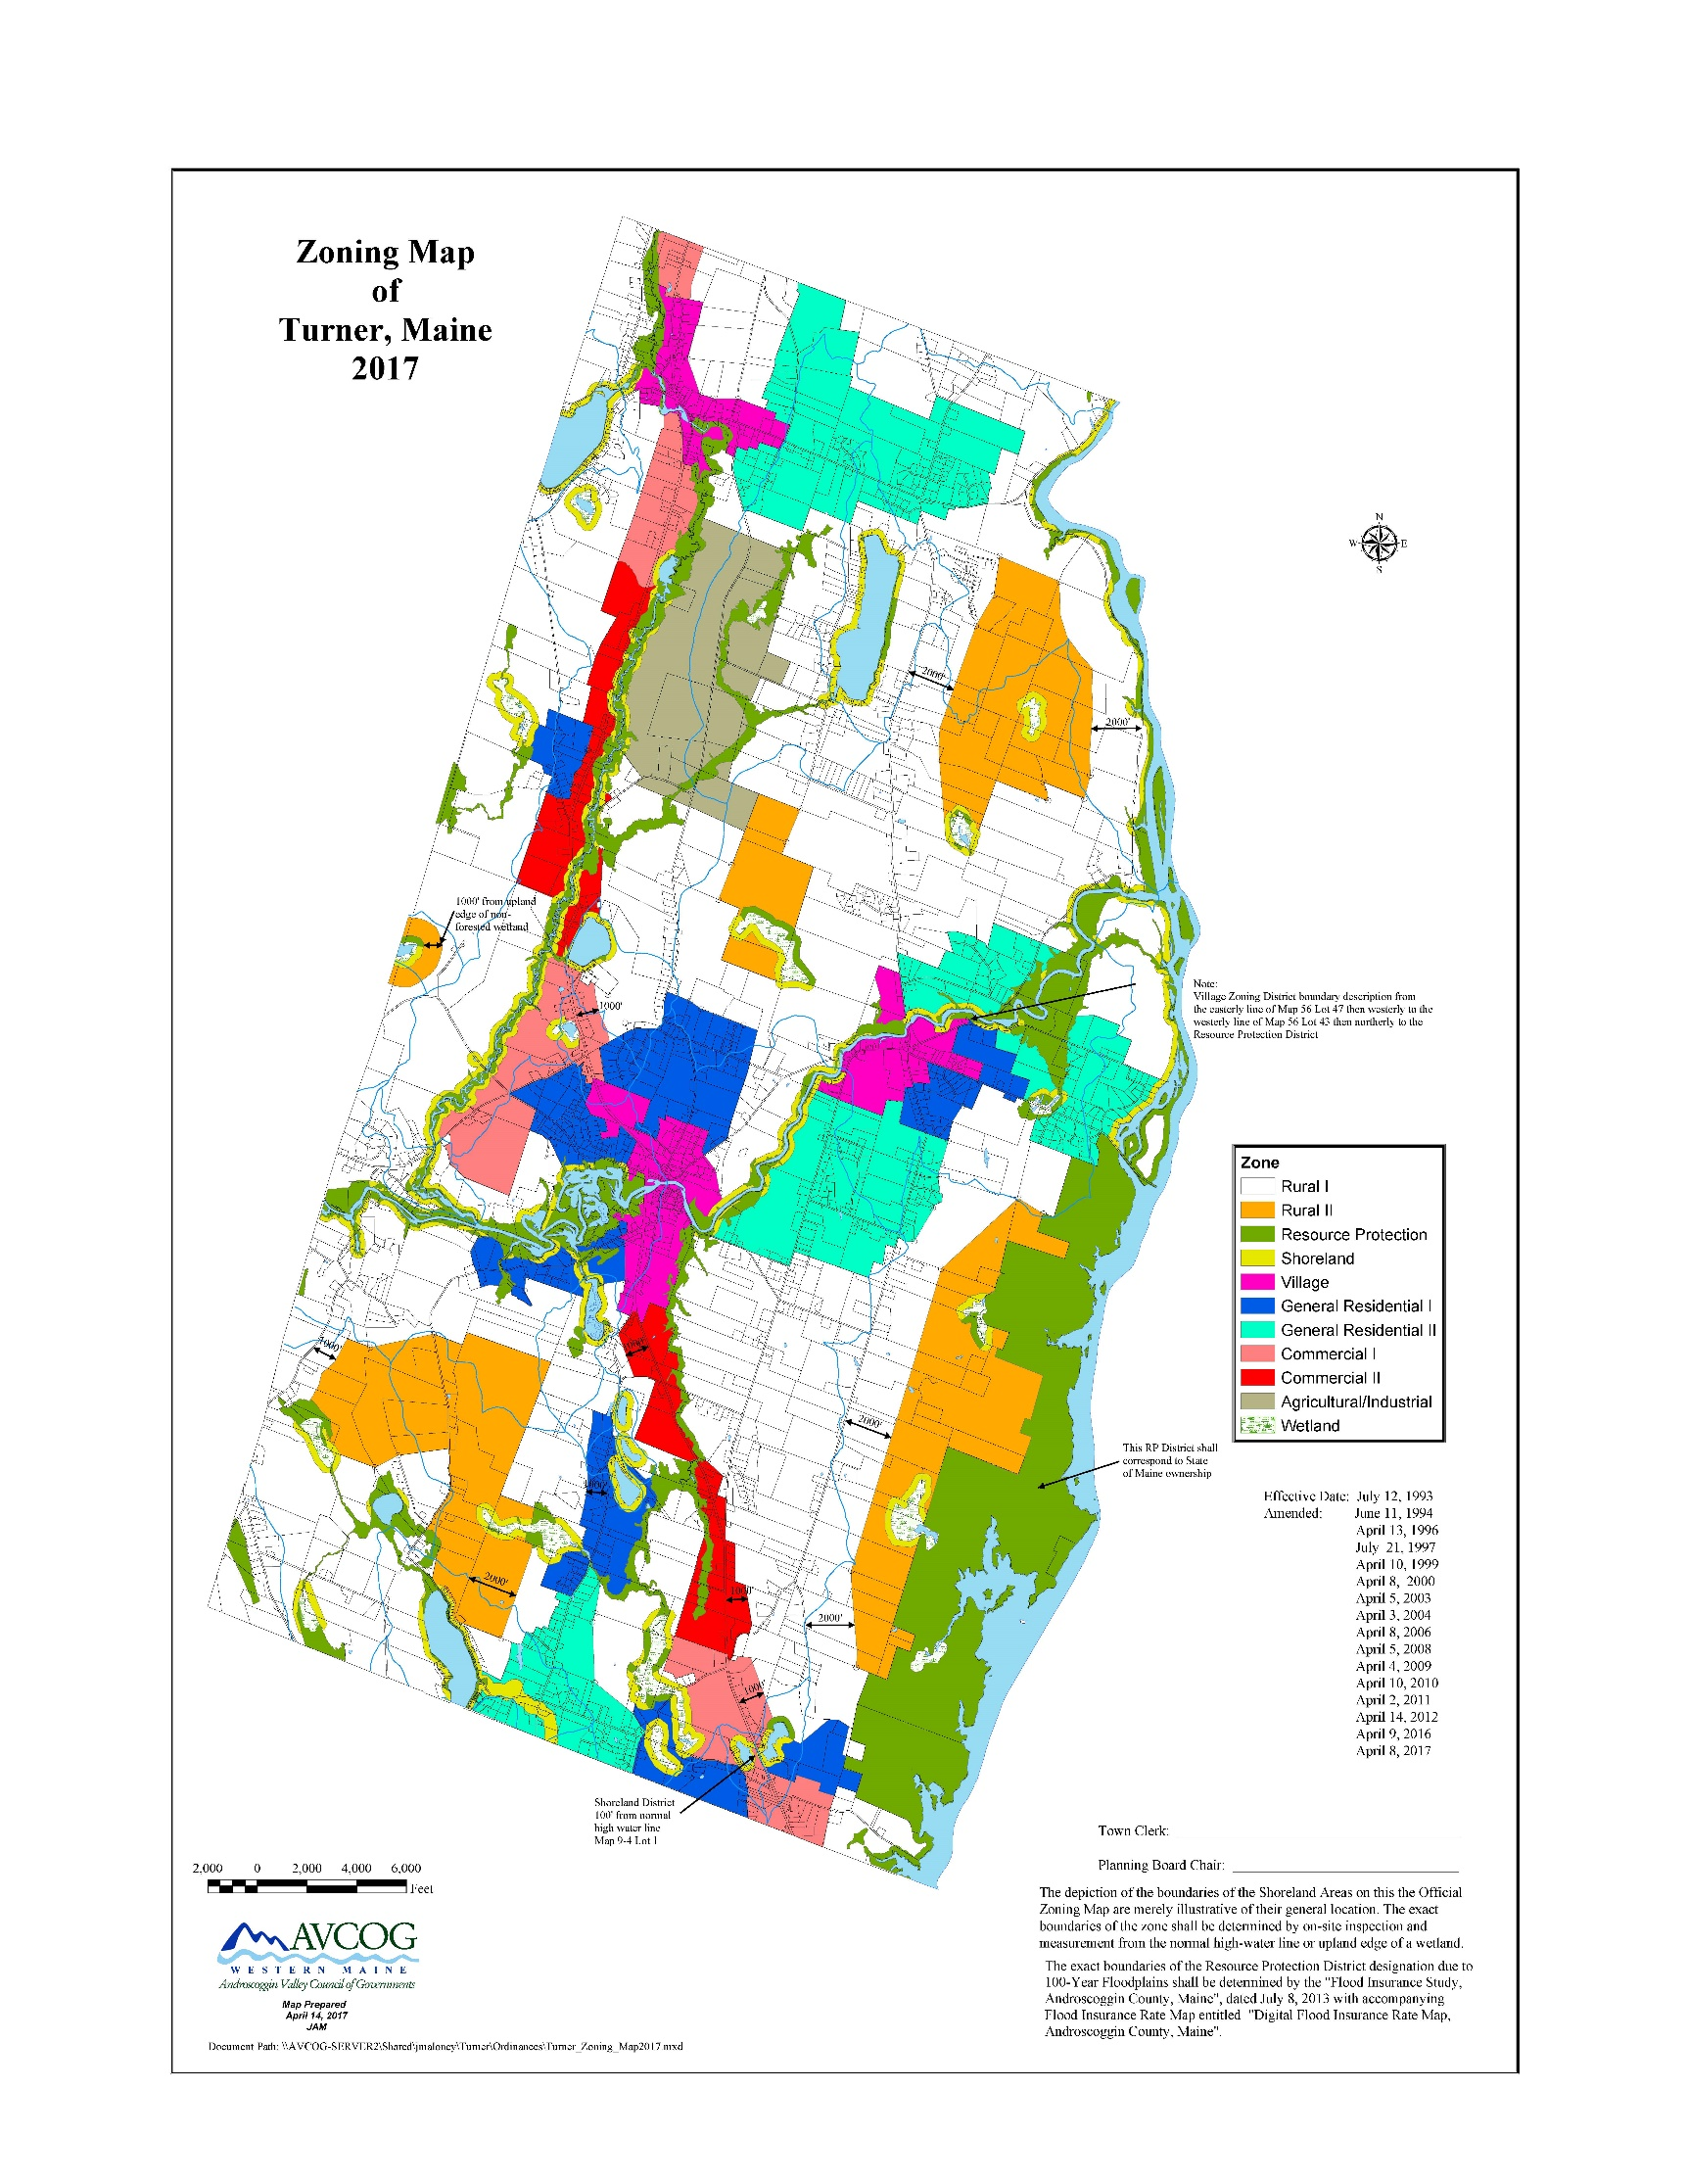 Zoning Map
of
Turner, Maine
2017
N
W
E
S
2000'
2000'
1000' from upland
edge of non-
forested wetland
1000'
Note:
Village Zoning District boundary description from
the easterly line of Map 56 Lot 47 then westerly to the
westerly line of Map 56 Lot 43 then northerly to the
Resource Protection District
Zone
Rural I
Rural II
Resource Protection
Shoreland
Village
General Residential I
General Residential II
Commercial I
Commercial II
Agricultural/Industrial
Wetland
1000'
1000'
2000'
This RP District shall
correspond to State
of Maine ownership
1000'
2000'
1000'
2000'
1000'
Effective Date: July 12, 1993
Amended: June 11, 1994
April 13, 1996
July 21, 1997
April 10, 1999
April 8, 2000
April 5, 2003
April 3, 2004
April 8, 2006
April 5, 2008
April 4, 2009
April 10, 2010
April 2, 2011
April 14, 2012
April 9, 2016
April 8, 2017
Shoreland District
100' from normal
high water line
Map 9-4 Lot 1
Town Clerk:
Planning Board Chair:
2,000 0 2,000 4,000 6,000
Feet
AVCOG
WESTERN MAINE
Androscoggin Valley Council of Governments
Map Prepared
April 14, 2017
JAM
The depiction of the boundaries of the Shoreland Areas on this the Official
Zoning Map are merely illustrative of their general location. The exact
boundaries of the zone shall be determined by on-site inspection and
measurement from the normal high-water line or upland edge of a wetland.
The exact boundaries of the Resource Protection District designation due to
100-Year Floodplains shall be determined by the "Flood Insurance Study,
Androscoggin County, Maine", dated July 8, 2013 with accompanying
Flood Insurance Rate Map entitled "Digital Flood Insurance Rate Map,
Androscoggin County, Maine".
Document Path: \\AVCOG-SERVER2\Shared\jmaloney\Turner\Ordinances\Turner_Zoning_Map2017.mxd